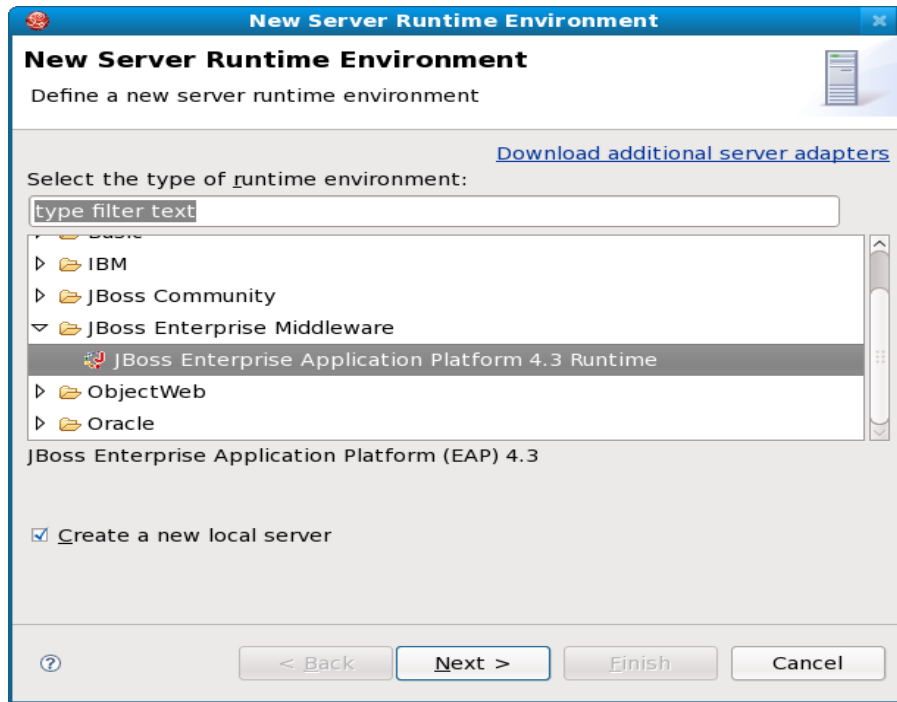 New Server Runtime Environment
New Server Runtime Environment
Define a new server runtime environment
Download additional server adapters
Select the type of runtime environment:
type filter text
Basic
IBM
JBoss Community
JBoss Enterprise Middleware
JBoss Enterprise Application Platform 4.3 Runtime
ObjectWeb
Oracle
JBoss Enterprise Application Platform (EAP) 4.3
Create a new local server
< Back Next > Finish Cancel